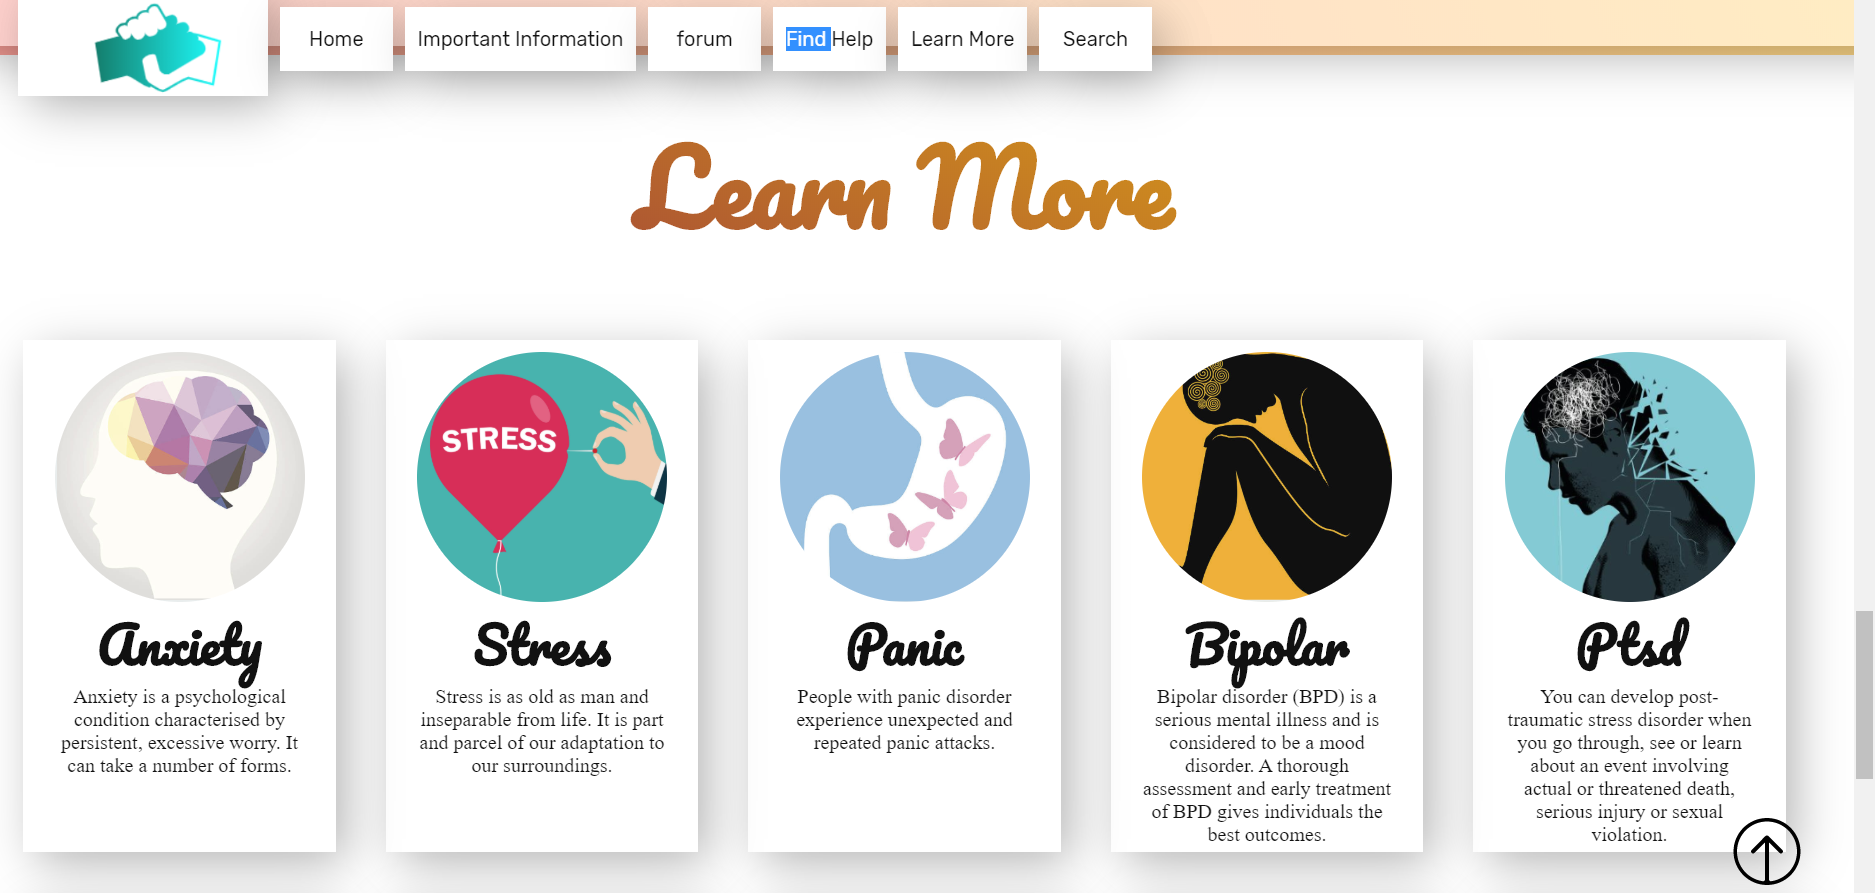 Home
Important Information
forum
Find Help
Learn More
Search
Learn More
STRESS
Anxiety
Anxiety is a psychological
condition characterised by
persistent, excessive worry. It
can take a number of forms.
Stress
Stress is as old as man and
inseparable from life. It is part
and parcel of our adaptation to
our surroundings.
Panic
People with panic disorder
experience unexpected and
repeated panic attacks.
Bipolar
Bipolar disorder (BPD) is a
serious mental illness and is
considered to be a mood
disorder. A thorough
assessment and early treatment
of BPD gives individuals the
best outcomes.
Ptsd
You can develop post-
traumatic stress disorder when
you go through, see or learn
about an event involving
actual or threatened death,
serious injury or sexual
violation.